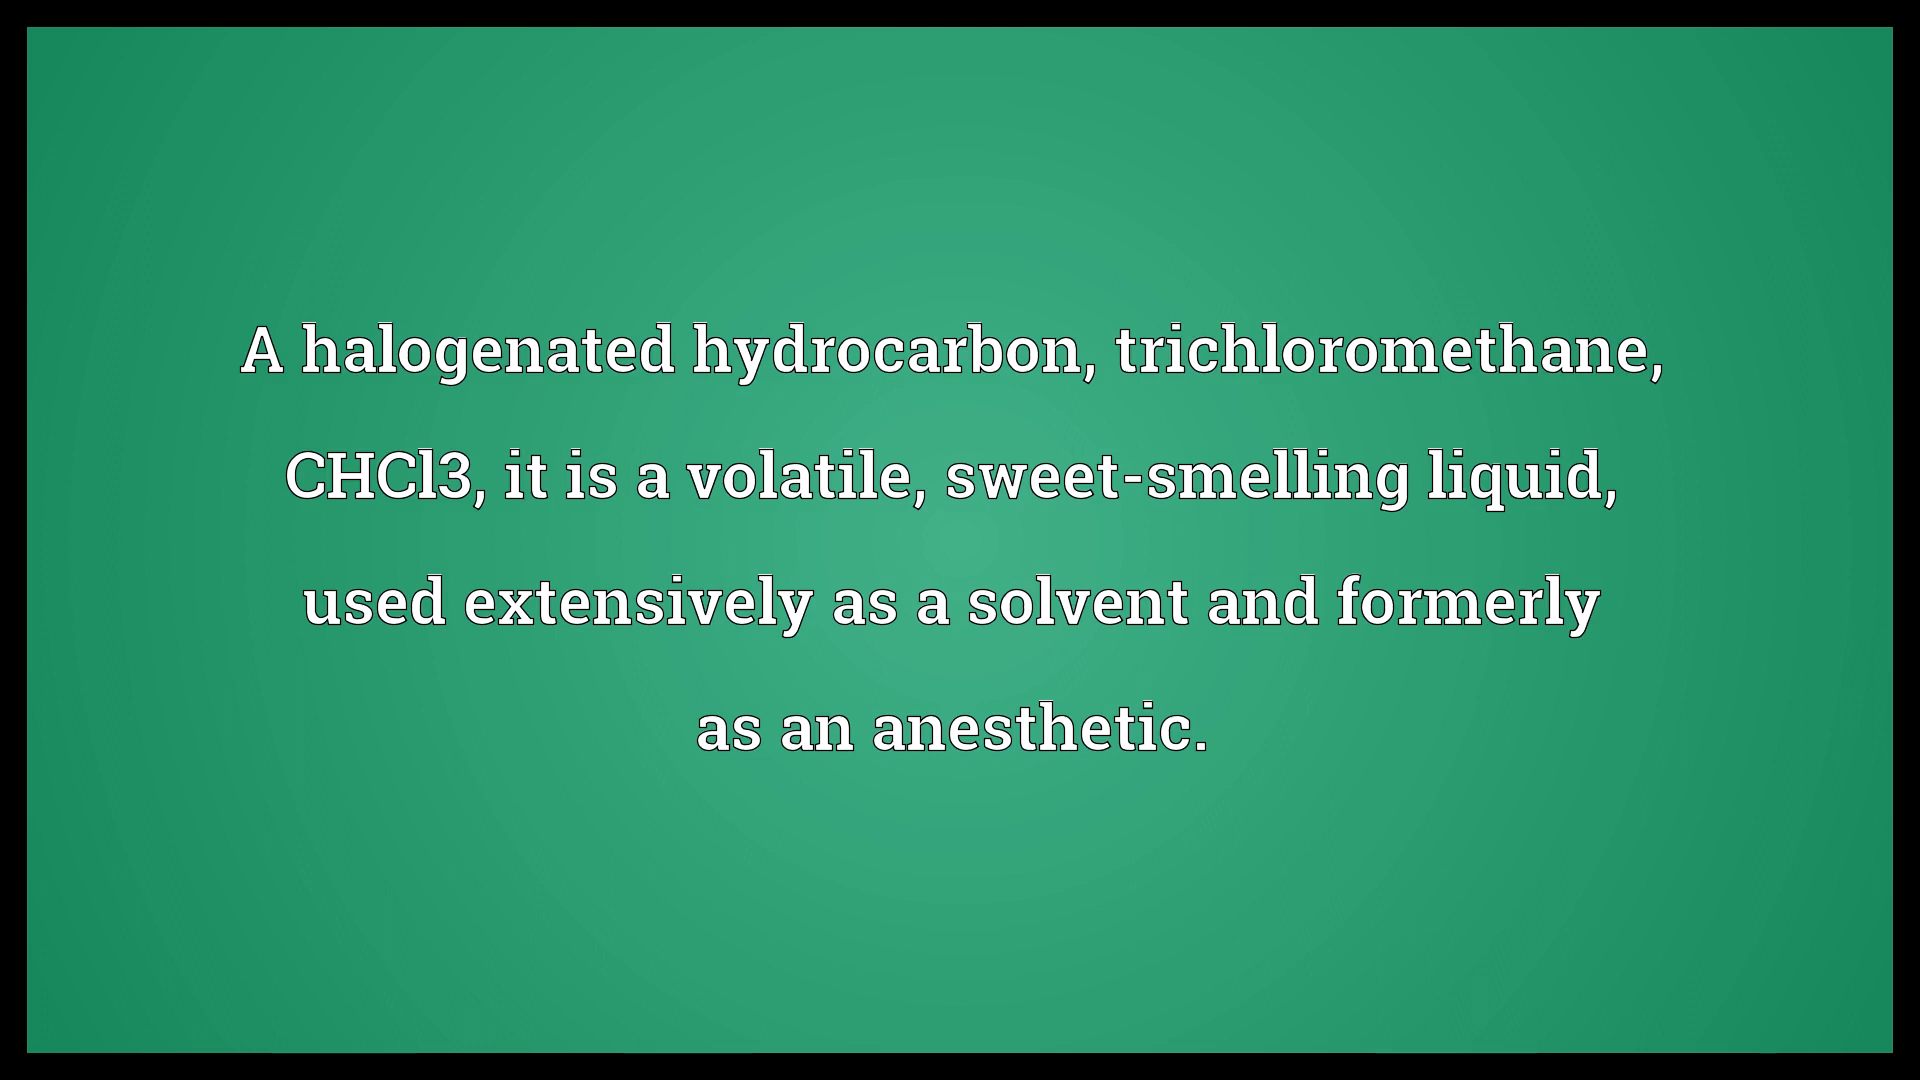 A halogenated hydrocarbon, trichloromethane,
CHCl3, it is a volatile, sweet-smelling liquid,
used extensively as a solvent and formerly
as an anesthetic.